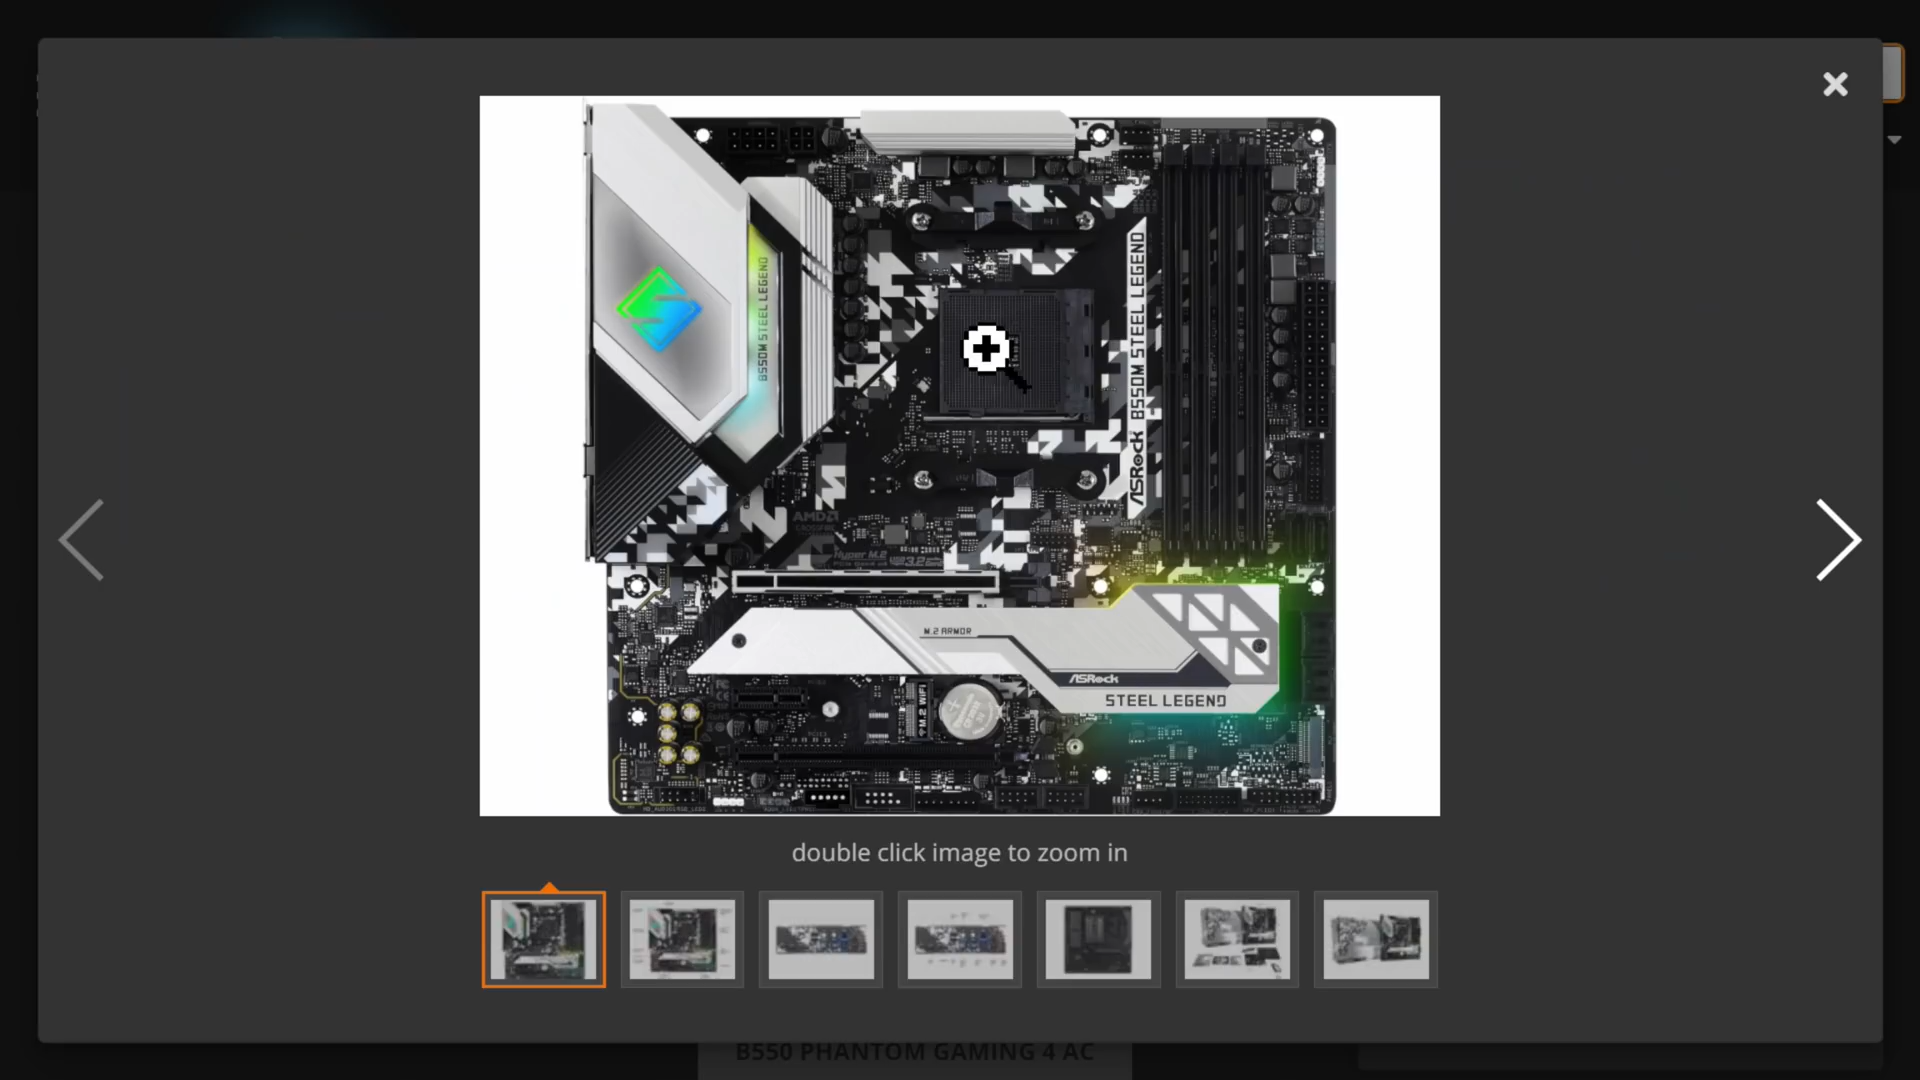 B550M STEEL LEGEND
ASRock B550M STEEL LEGEND
AMD
CROSSFIRE
Hyper M.2
M.2 ARMOR
ASRock
STEEL LEGEND
M.2 WiFi
double click image to zoom in
B550 PHANTOM GAMING 4 AC